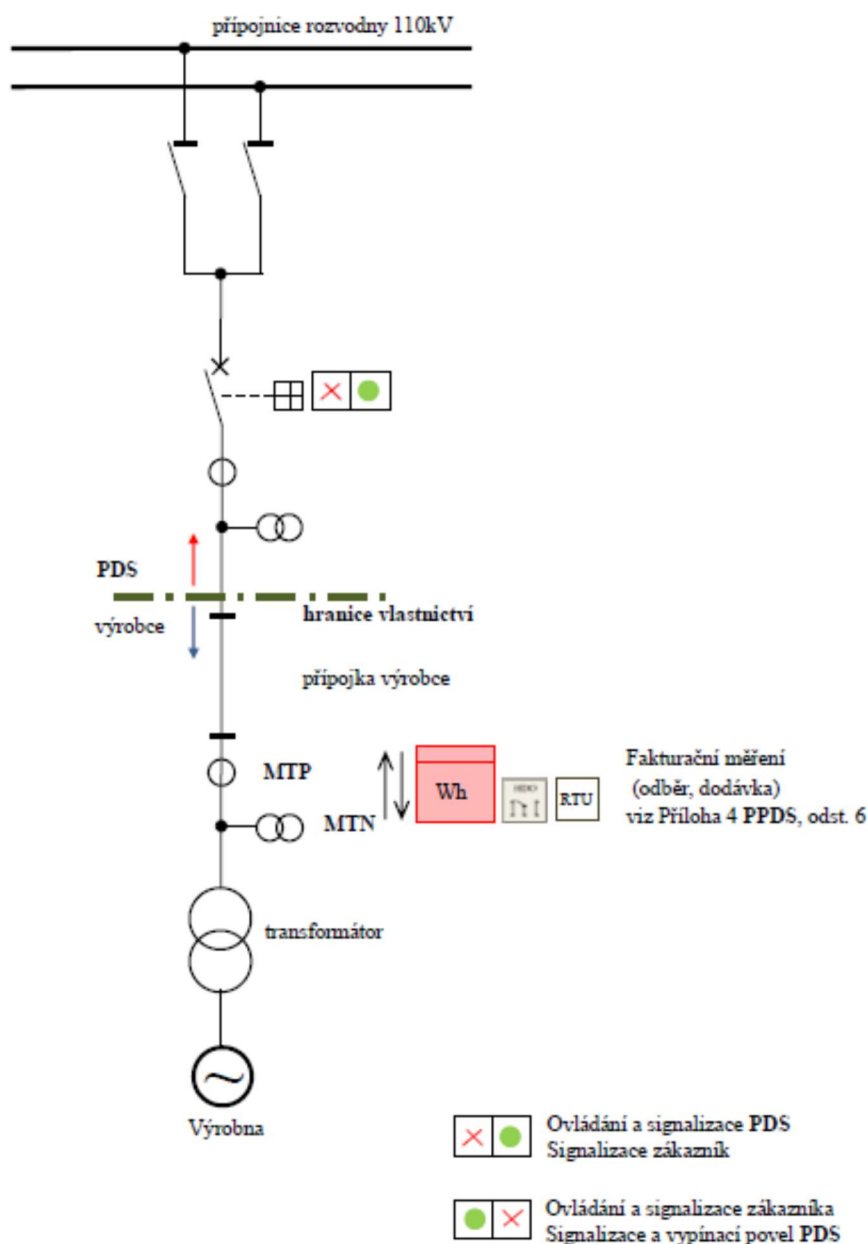 přípojnice rozvodny 110kV
PDS
výrobce
hranice vlastnictví
přípojka výrobce
MTP
MTN
Wh
HDO
RTU
Fakturační měření
(odběr, dodávka)
viz Příloha 4 PPDS, odst. 6
transformátor
Výrobna
Ovládání a signalizace PDS
Signalizace zákazník
Ovládání a signalizace zákazníka
Signalizace a vypínací povel PDS